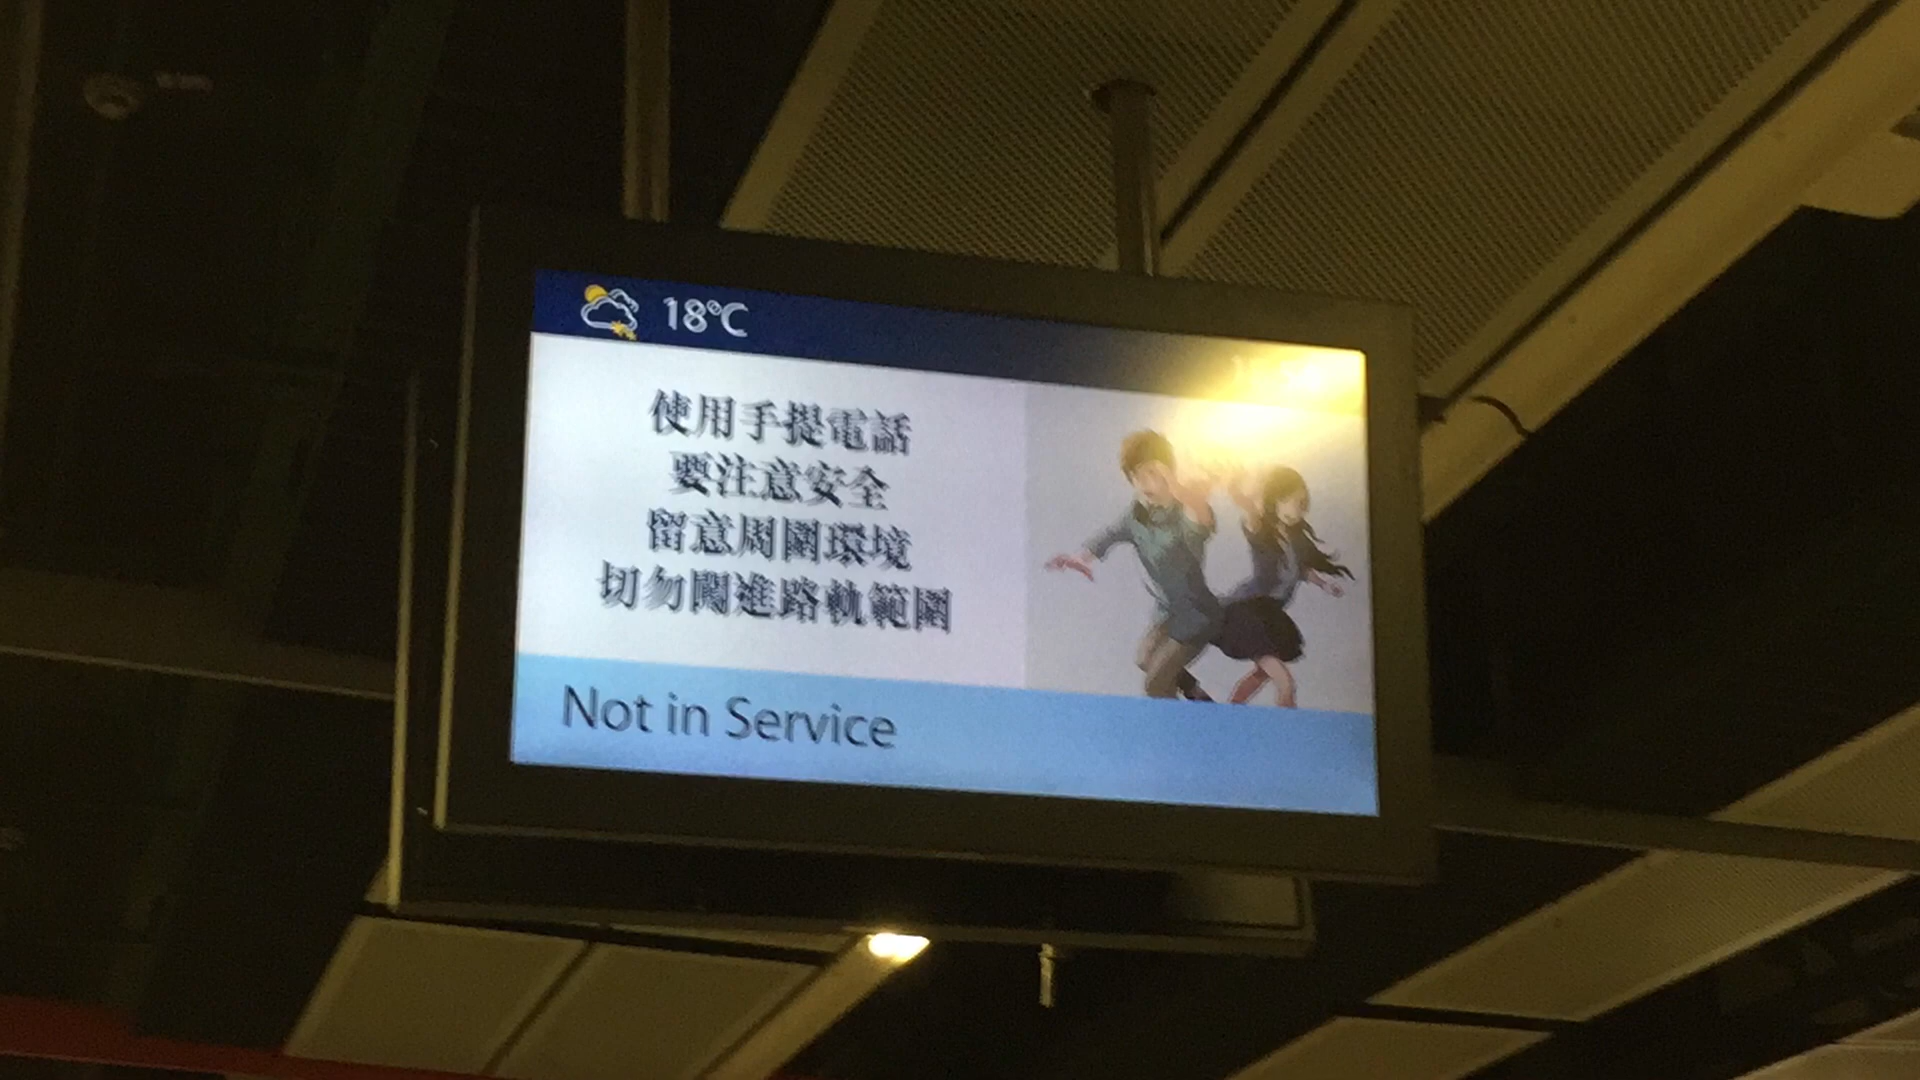 18°C
使用手提電話
要注意安全
留意周圍環境
切勿闖進路軌範圍
Not in Service